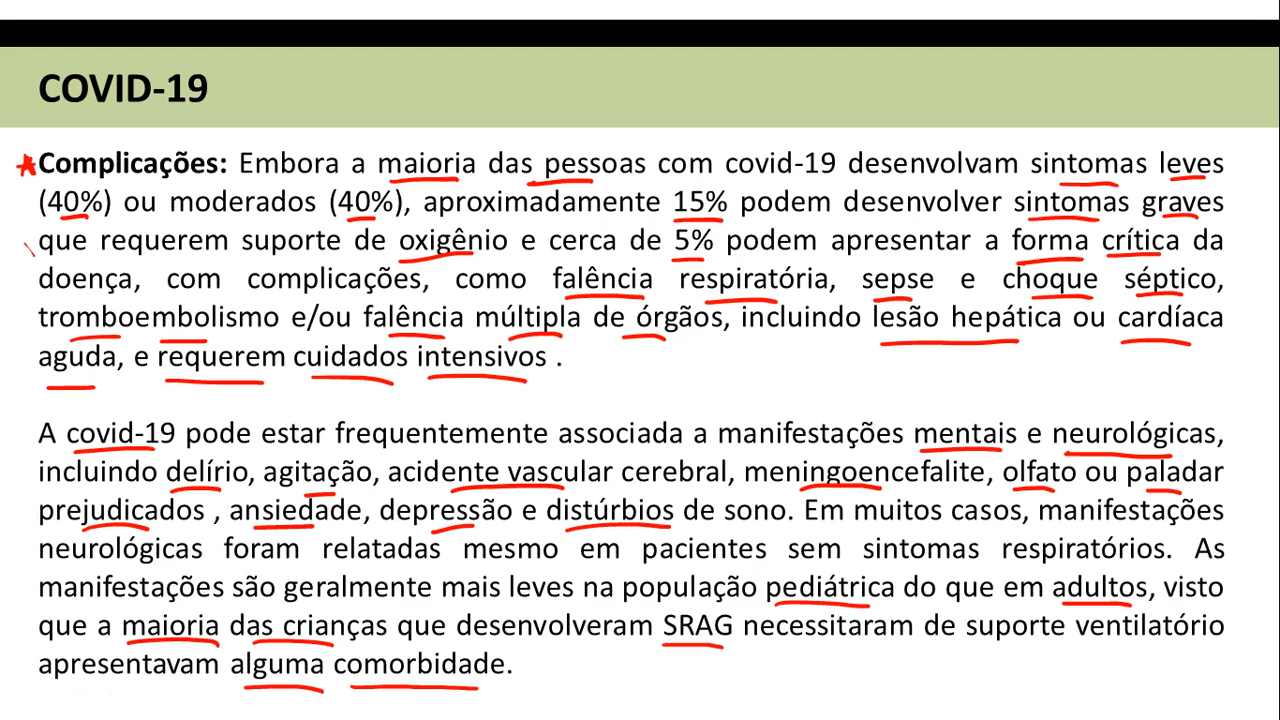 COVID-19
Complicações: Embora a maioria das pessoas com covid-19 desenvolvam sintomas leves
(40%) ou moderados (40%), aproximadamente 15% podem desenvolver sintomas graves
que requerem suporte de oxigênio e cerca de 5% podem apresentar a forma crítica da
doença, com complicações, como falência respiratória, sepse e choque séptico,
tromboembolismo e/ou falência múltipla de órgãos, incluindo lesão hepática ou cardíaca
aguda, e requerem cuidados intensivos .
A covid-19 pode estar frequentemente associada a manifestações mentais e neurológicas,
incluindo delírio, agitação, acidente vascular cerebral, meningoencefalite, olfato ou paladar
prejudicados , ansiedade, depressão e distúrbios de sono. Em muitos casos, manifestações
neurológicas foram relatadas mesmo em pacientes sem sintomas respiratórios. As
manifestações são geralmente mais leves na população pediátrica do que em adultos, visto
que a maioria das crianças que desenvolveram SRAG necessitaram de suporte ventilatório
apresentavam alguma comorbidade.